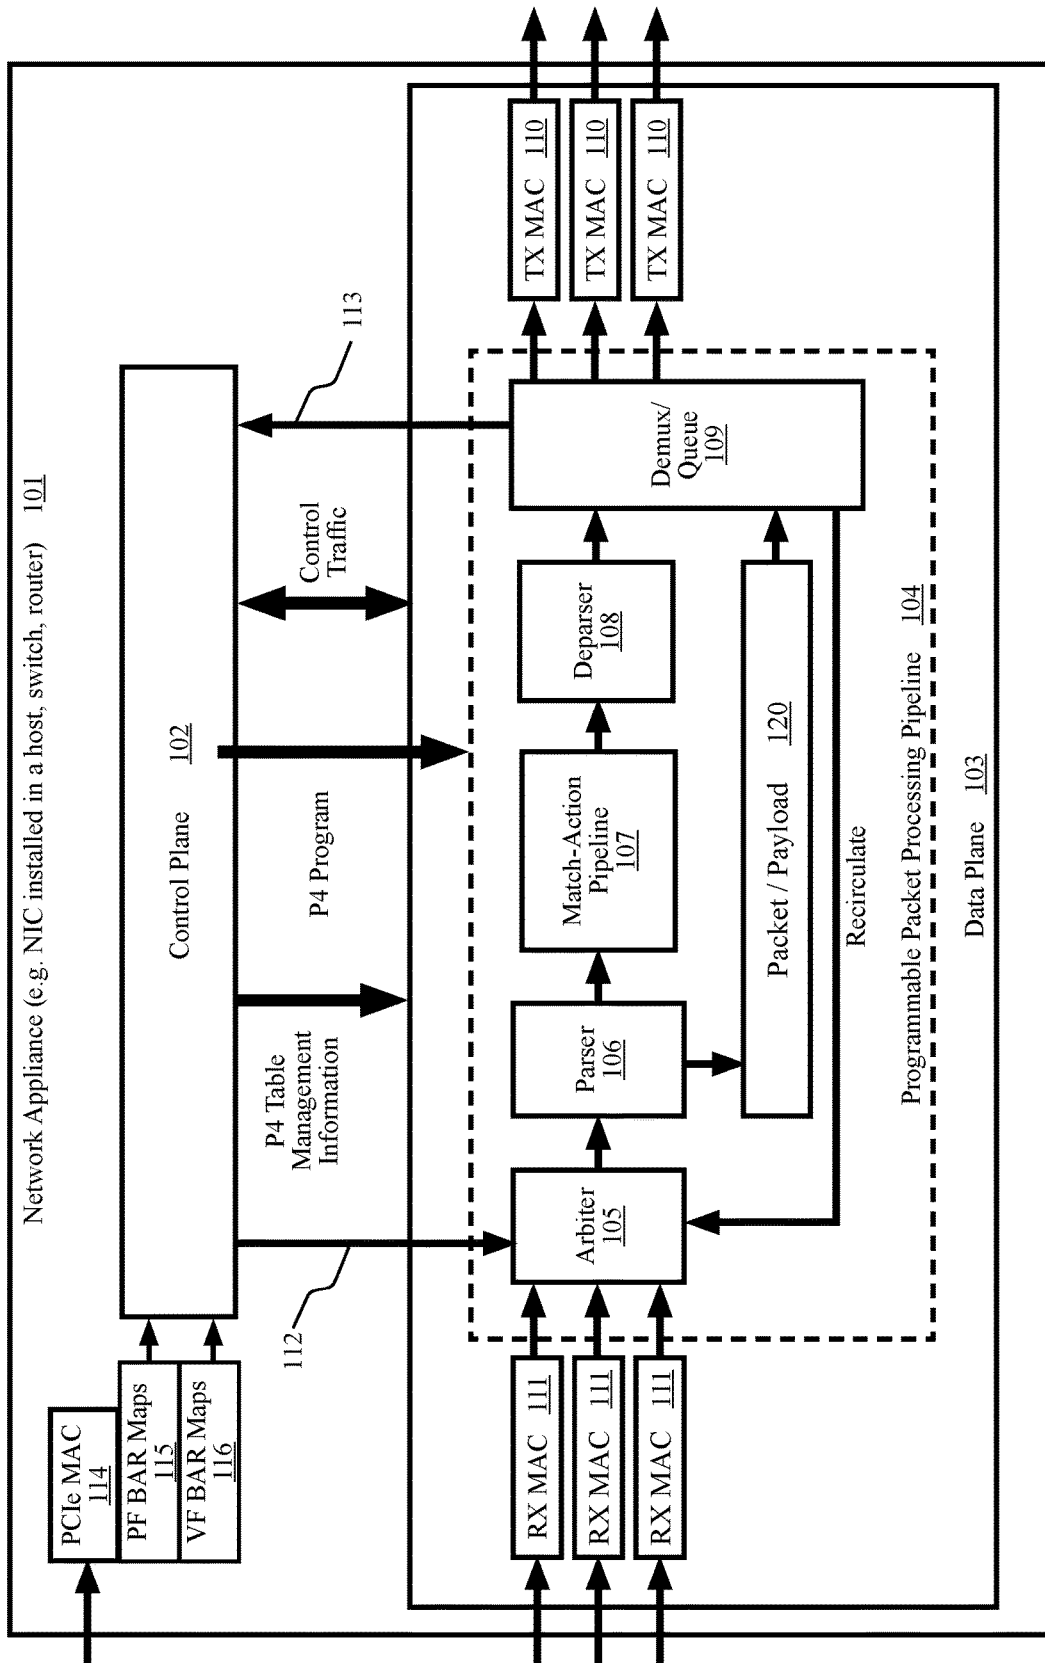 Network Appliance (e.g. NIC installed in a host, switch, router) 101
PCIe MAC
114
PF BAR Maps
115
VF BAR Maps
116
Control Plane 102
112
P4 Table
Management
Information
P4 Program
Control
Traffic
113
RX MAC 111
RX MAC 111
RX MAC 111
Arbiter
105
Parser
106
Match-Action
Pipeline
107
Deparser
108
Demux/
Queue
109
Packet / Payload 120
Recirculate
TX MAC 110
TX MAC 110
TX MAC 110
Programmable Packet Processing Pipeline 104
Data Plane 103